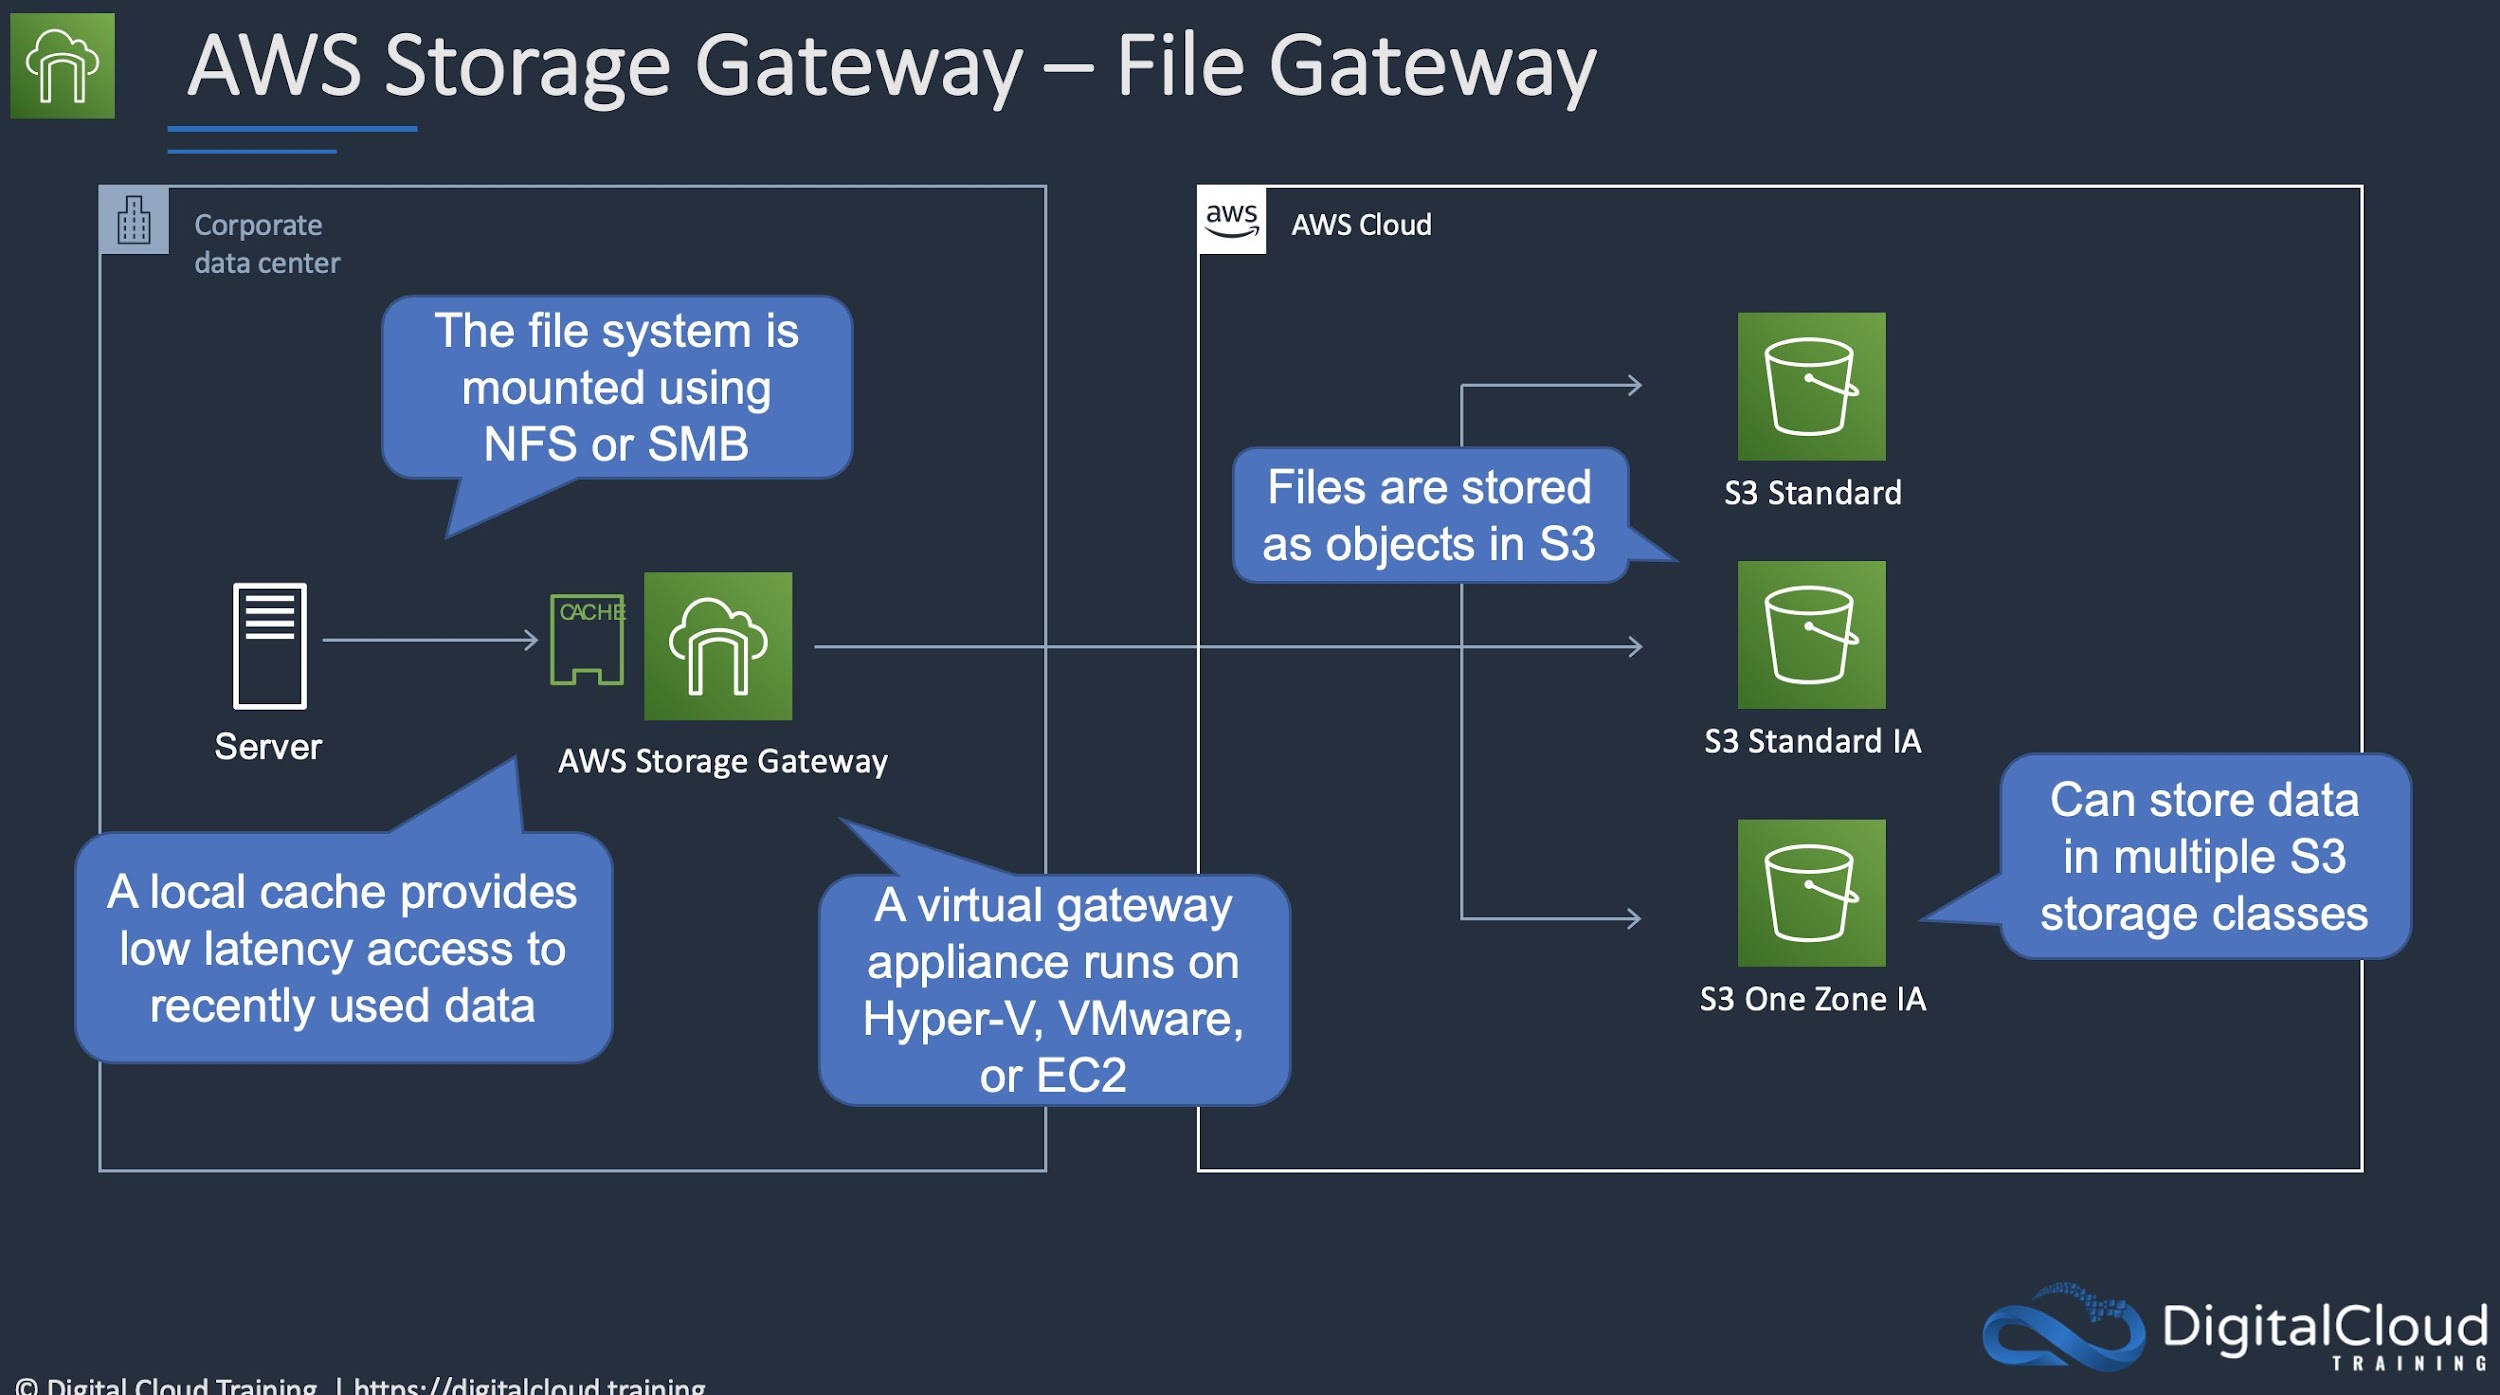 AWS Storage Gateway – File Gateway
Corporate
data center
The file system is
mounted using
NFS or SMB
CACHE
Server
AWS Storage Gateway
A local cache provides
low latency access to
recently used data
A virtual gateway
appliance runs on
Hyper-V, VMware,
or EC2
aws
AWS Cloud
Files are stored
as objects in S3
S3 Standard
S3 Standard IA
S3 One Zone IA
Can store data
in multiple S3
storage classes
DigitalCloud
TRAINING
© Digital Cloud Training | https://digitalcloud.training